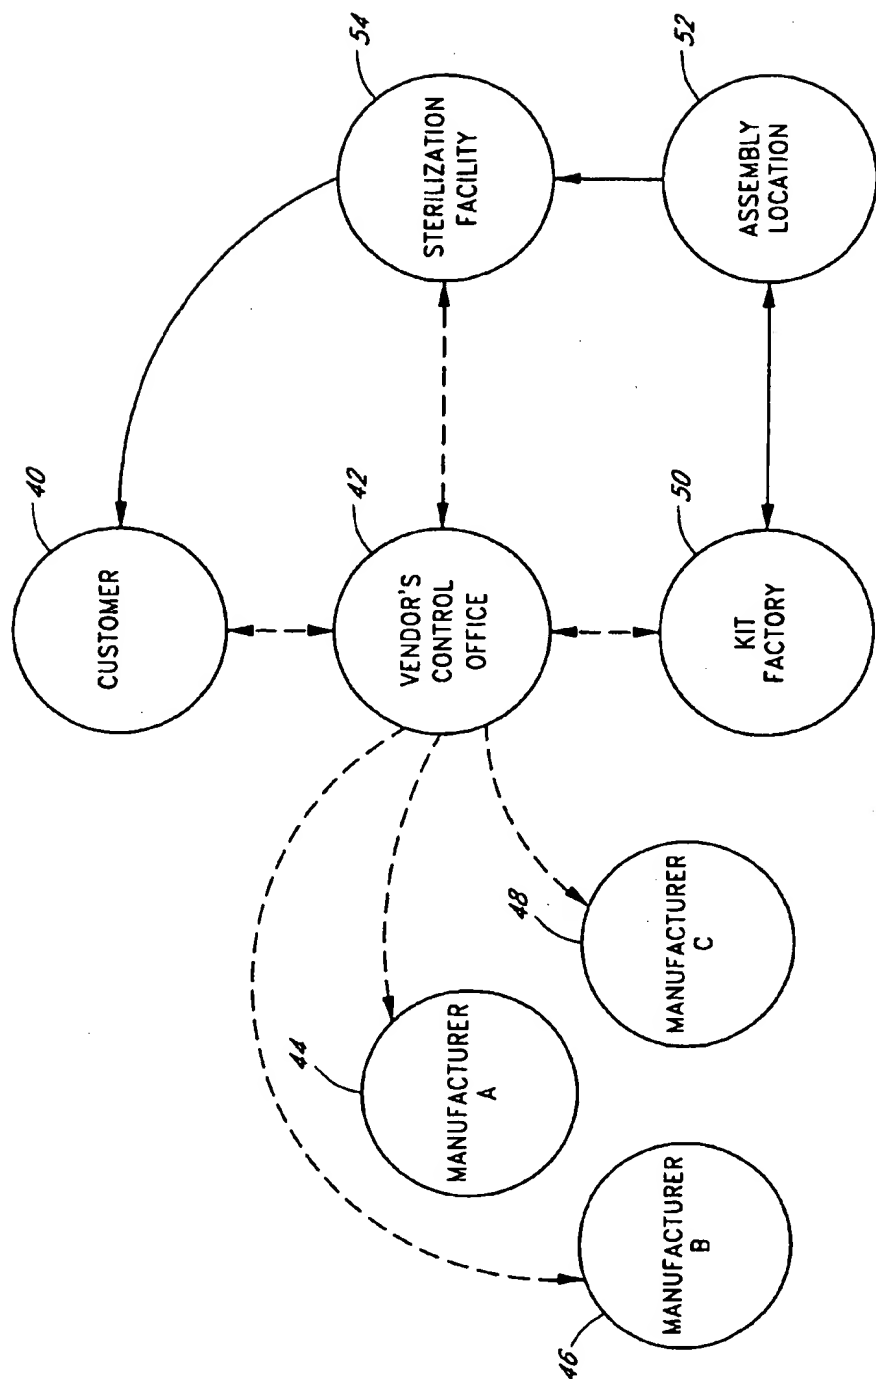 40
CUSTOMER
54
STERILIZATION
FACILITY
42
VENDOR'S
CONTROL
OFFICE
52
ASSEMBLY
LOCATION
50
KIT
FACTORY
44
MANUFACTURER
A
48
MANUFACTURER
C
46
MANUFACTURER
B